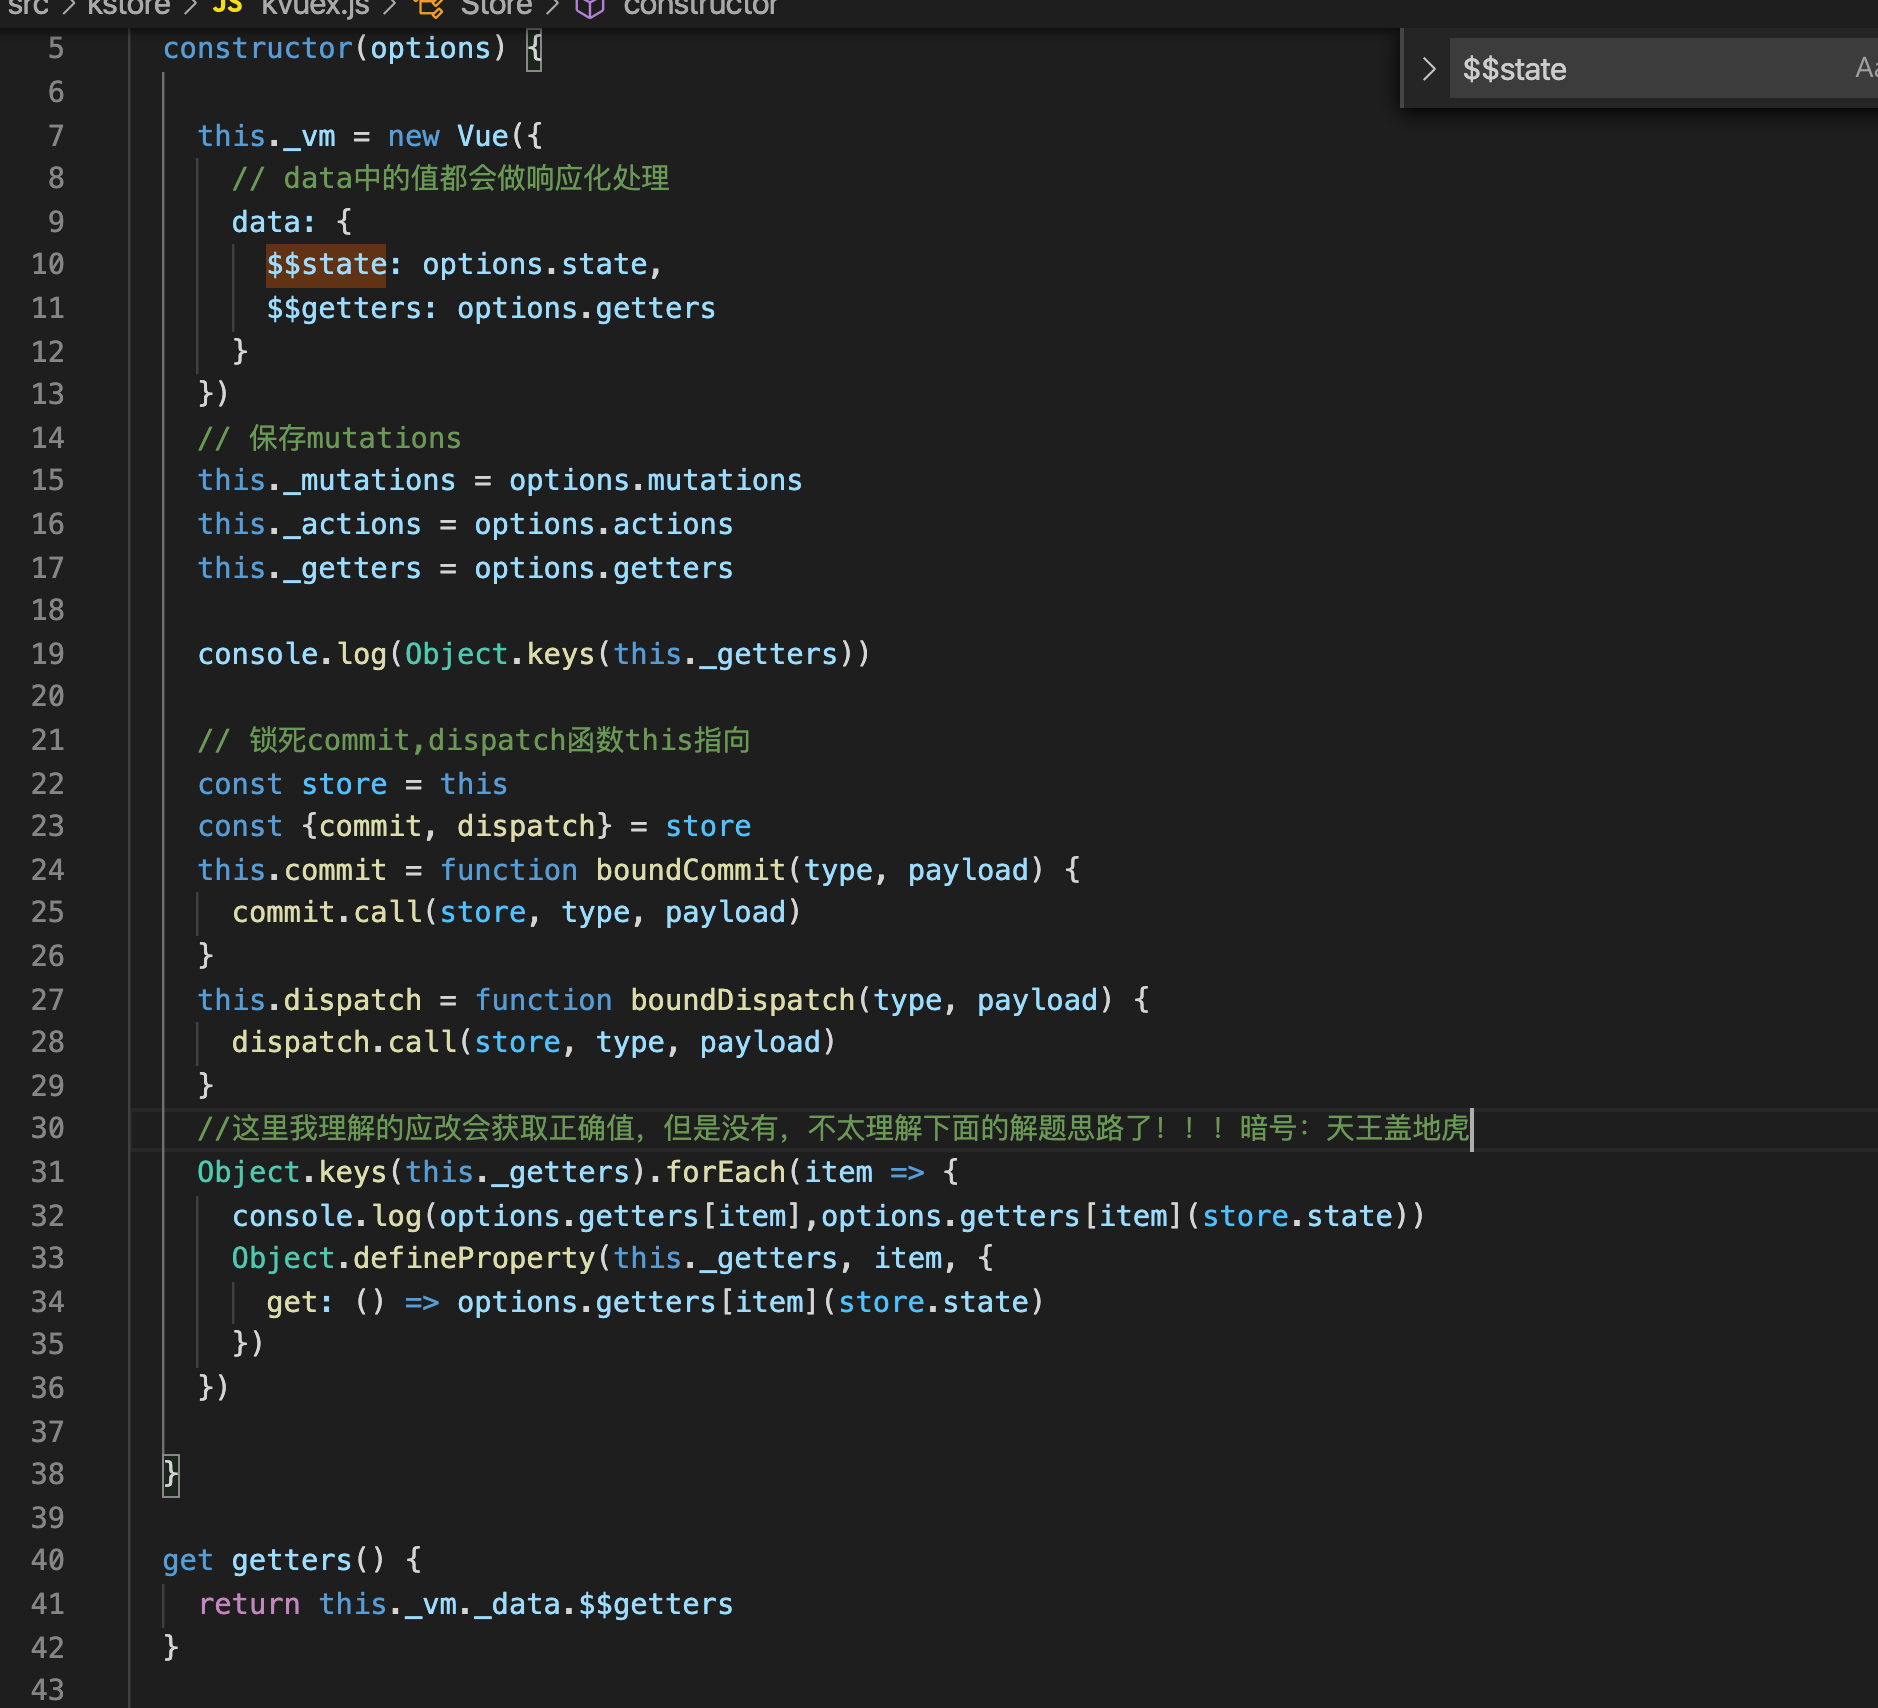 src > kstore > JS kvuex.js > Store > constructor
$$state
5 constructor(options) {
6
7 this._vm = new Vue({
8 // data中的值都会做响应化处理
9 data: {
10 $$state: options.state,
11 $$getters: options.getters
12 }
13 })
14 // 保存mutations
15 this._mutations = options.mutations
16 this._actions = options.actions
17 this._getters = options.getters
18
19 console.log(Object.keys(this._getters))
20
21 // 锁死commit,dispatch函数this指向
22 const store = this
23 const {commit, dispatch} = store
24 this.commit = function boundCommit(type, payload) {
25 commit.call(store, type, payload)
26 }
27 this.dispatch = function boundDispatch(type, payload) {
28 dispatch.call(store, type, payload)
29 }
30 //这里我理解的应改会获取正确值，但是没有，不太理解下面的解题思路了！！！暗号：天王盖地虎
31 Object.keys(this._getters).forEach(item => {
32 console.log(options.getters[item],options.getters[item](store.state))
33 Object.defineProperty(this._getters, item, {
34 get: () => options.getters[item](store.state)
35 })
36 })
37
38 }
39
40 get getters() {
41 return this._vm._data.$$getters
42 }
43